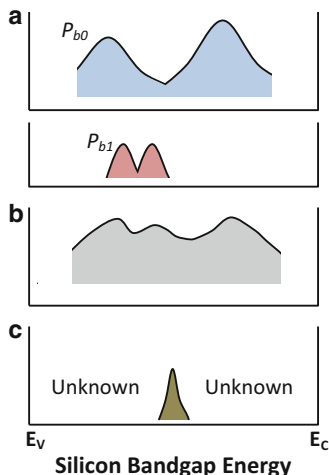 a
P_b0
P_b1
b
c
Unknown Unknown
E_V E_C
Silicon Bandgap Energy